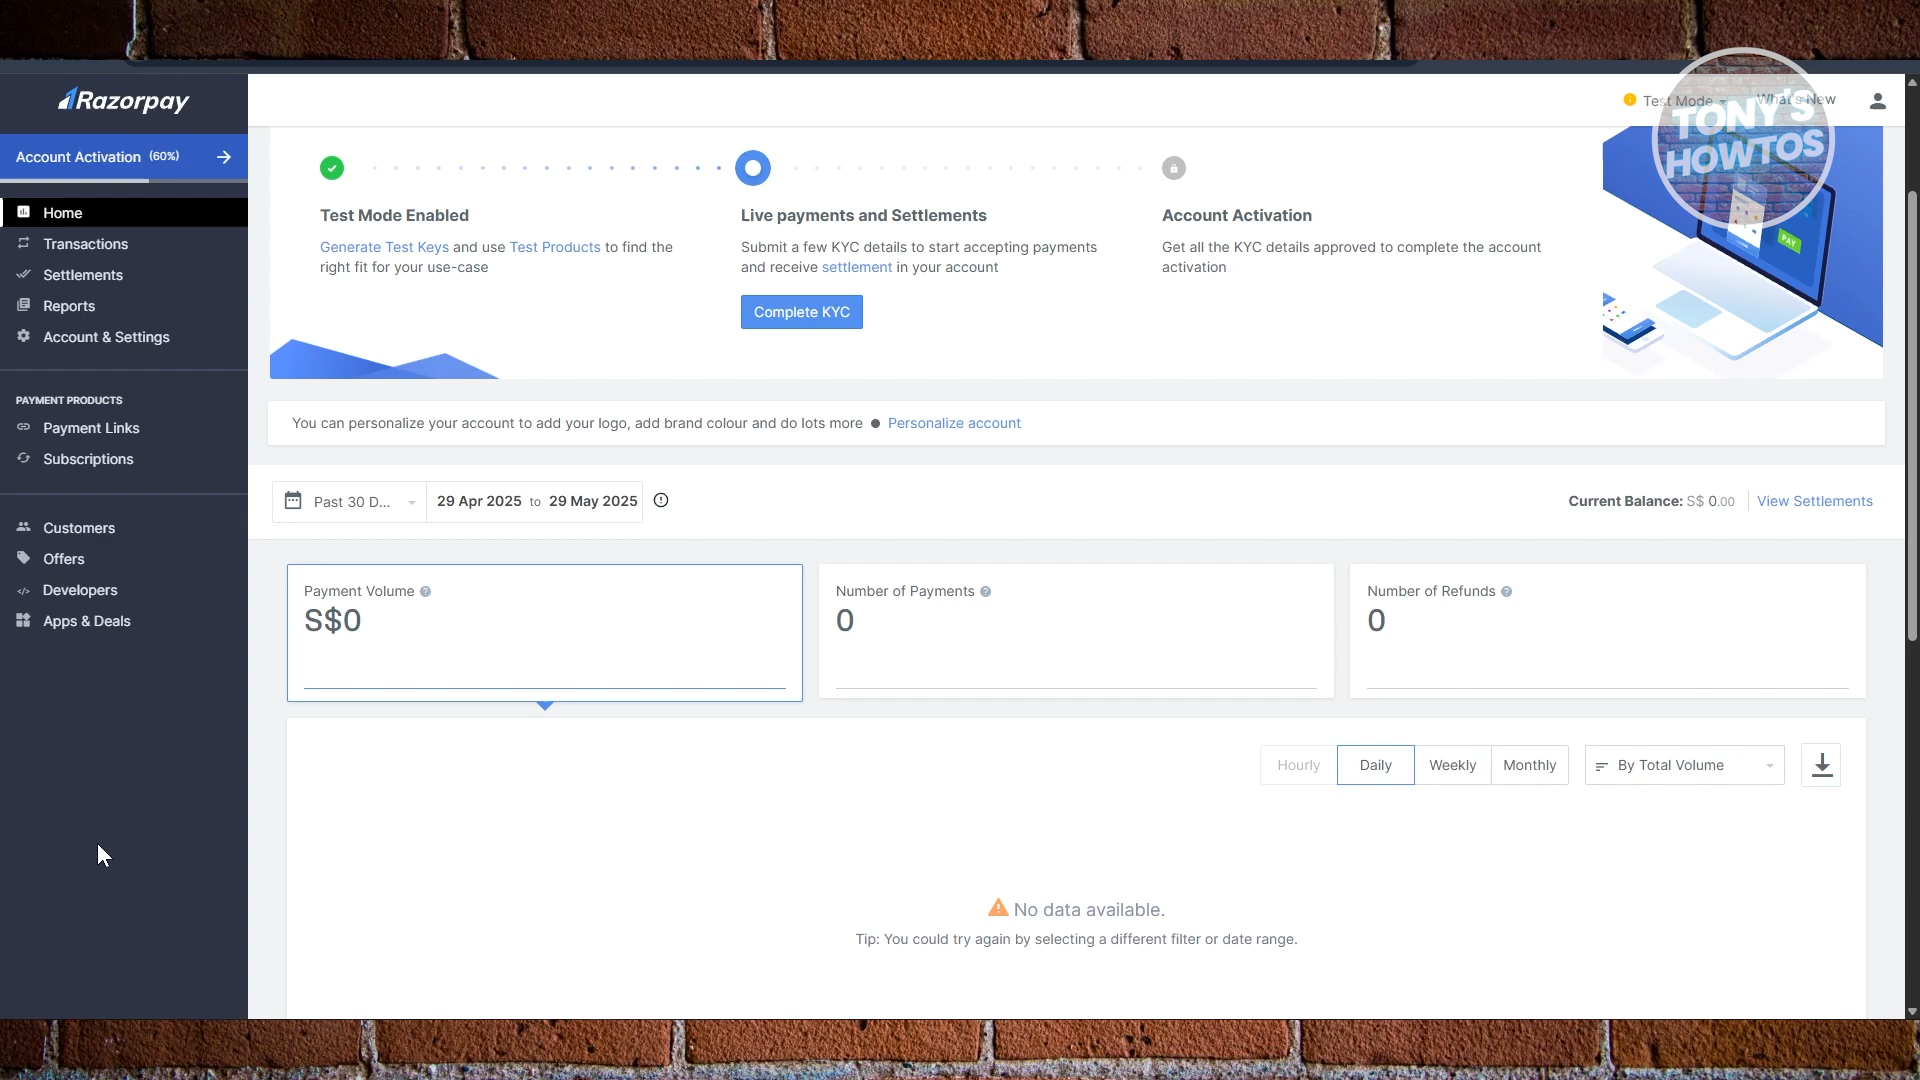 Razorpay
Test Mode
What's New
TONY'S
HOWTOS
Account Activation (60%)
Home
Transactions
Settlements
Reports
Account & Settings
PAYMENT PRODUCTS
Payment Links
Subscriptions
Customers
Offers
Developers
Apps & Deals
Test Mode Enabled
Generate Test Keys and use Test Products to find the
right fit for your use-case
Live payments and Settlements
Submit a few KYC details to start accepting payments
and receive settlement in your account
Complete KYC
Account Activation
Get all the KYC details approved to complete the account
activation
PAY
You can personalize your account to add your logo, add brand colour and do lots more ● Personalize account
Past 30 D... 29 Apr 2025 to 29 May 2025
Current Balance: S$ 0.00 View Settlements
Payment Volume
S$0
Number of Payments
0
Number of Refunds
0
Hourly Daily Weekly Monthly By Total Volume
No data available.
Tip: You could try again by selecting a different filter or date range.